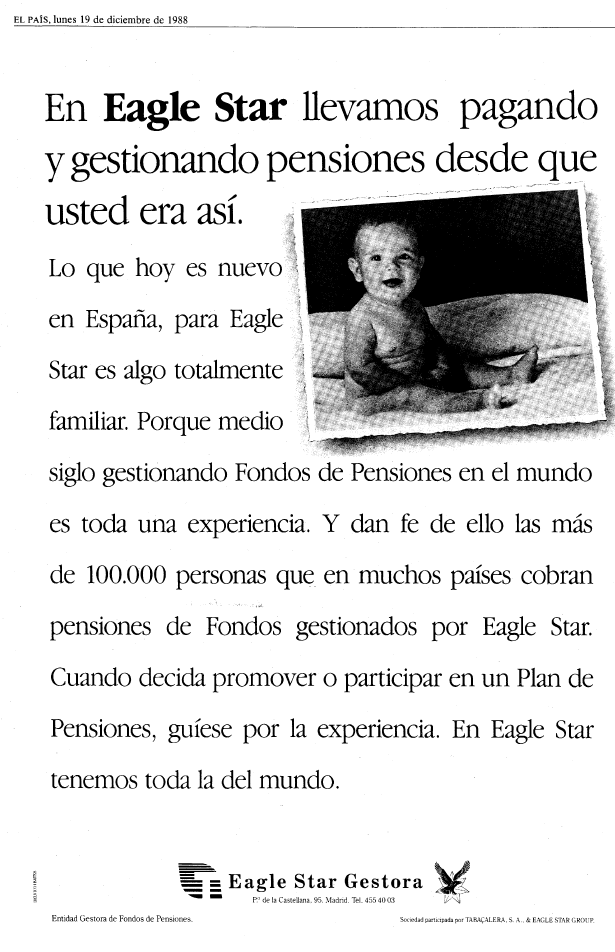 EL PAÍS, lunes 19 de diciembre de 1988
En Eagle Star llevamos pagando
y gestionando pensiones desde que
usted era así.
Lo que hoy es nuevo
en España, para Eagle
Star es algo totalmente
familiar. Porque medio
siglo gestionando Fondos de Pensiones en el mundo
es toda una experiencia. Y dan fe de ello las más
de 100.000 personas que en muchos países cobran
pensiones de Fondos gestionados por Eagle Star.
Cuando decida promover o participar en un Plan de
Pensiones, guíese por la experiencia. En Eagle Star
tenemos toda la del mundo.
Eagle Star Gestora
P.º de la Castellana, 95. Madrid. Tel. 455 40 03
Entidad Gestora de Fondos de Pensiones.
Sociedad participada por TABAÇALERA, S. A., & EAGLE STAR GROUP.